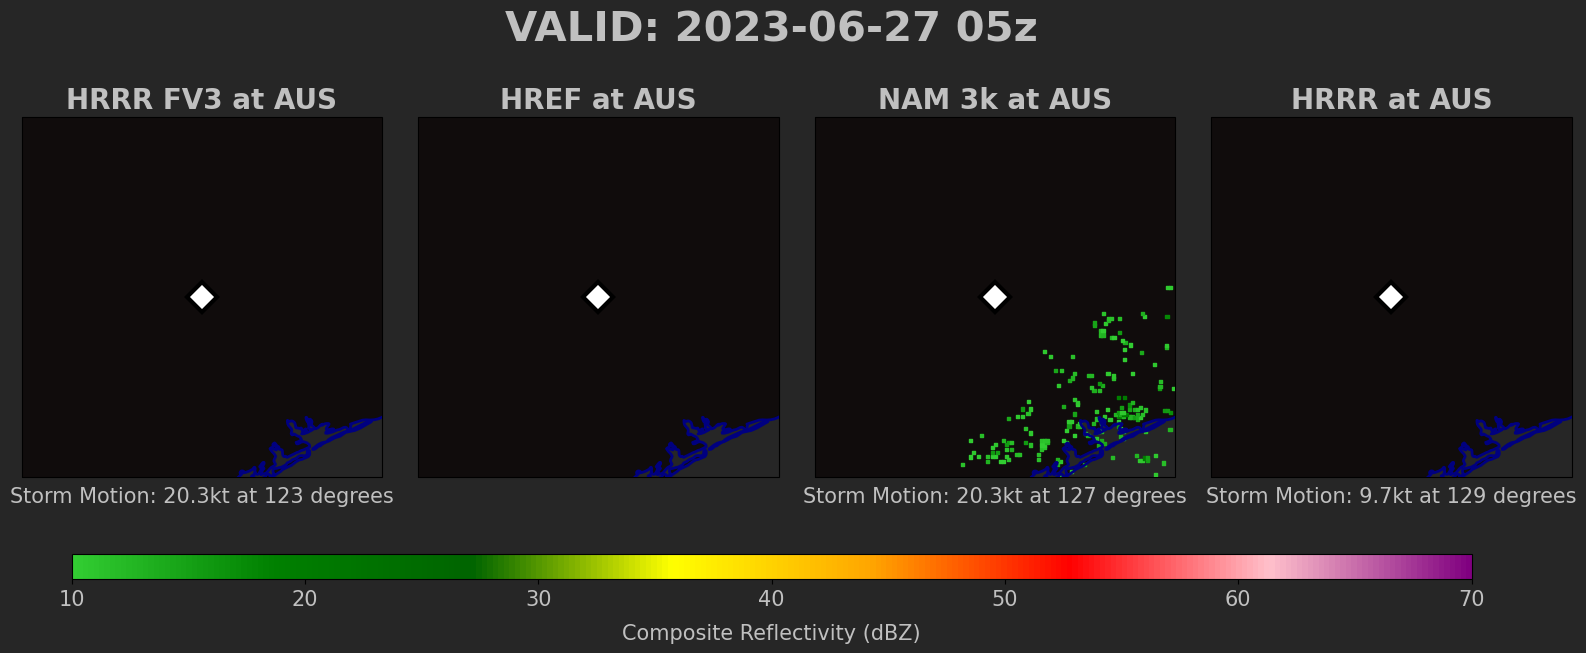 VALID: 2023-06-27 05z
HRRR FV3 at AUS
HREF at AUS
NAM 3k at AUS
HRRR at AUS
Storm Motion: 20.3kt at 123 degrees
Storm Motion: 20.3kt at 127 degrees
Storm Motion: 9.7kt at 129 degrees
10 20 30 40 50 60 70
Composite Reflectivity (dBZ)